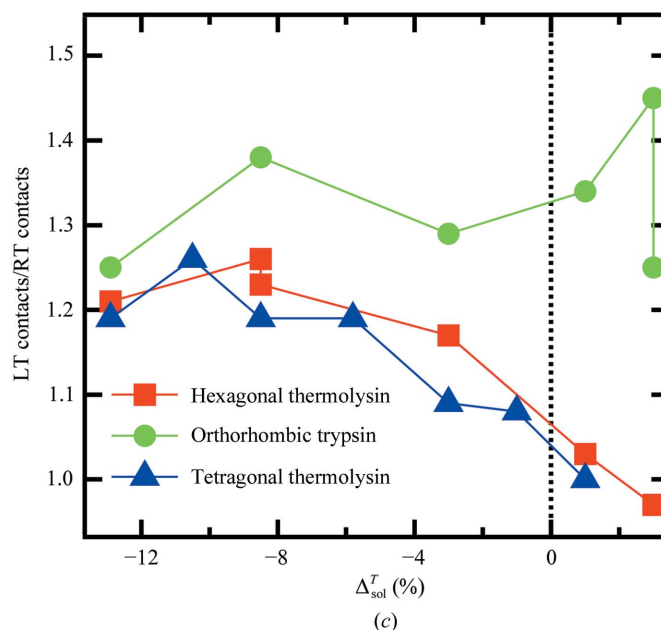 1.5
1.4
1.3
1.2
1.1
1.0
LT contacts/RT contacts
Hexagonal thermolysin
Orthorhombic trypsin
Tetragonal thermolysin
−12 −8 −4 0
Δ^T_sol (%)
(c)